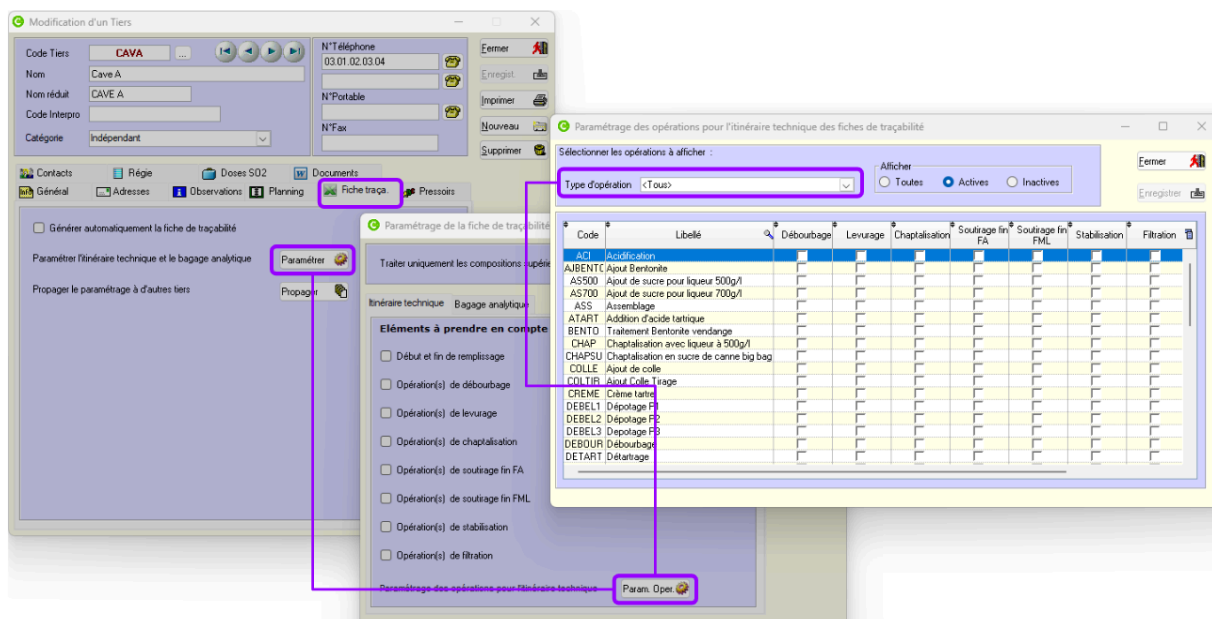 Modification d'un Tiers
Code Tiers
CAVA
...
Nom
Cave A
Nom réduit
CAVE A
Code Interpro
Catégorie
Indépendant
N°Téléphone
03.01.02.03.04
N°Portable
N°Fax
Fermer
Enregist.
Imprimer
Nouveau
Supprimer
Contacts
Régie
Doses SO2
Documents
Général
Adresses
Observations
Planning
Fiche traça.
Pressoirs
Générer automatiquement la fiche de traçabilité
Paramétrer l'itinéraire technique et le bagage analytique
Paramétrer
Propager le paramétrage à d'autres tiers
Propager
Paramétrage de la fiche de traçabilité
Traiter uniquement les compositions supérie
Itinéraire technique
Bagage analytique
Eléments à prendre en compte
Début et fin de remplissage
Opération(s) de débourbage
Opération(s) de levurage
Opération(s) de chaptalisation
Opération(s) de soutirage fin FA
Opération(s) de soutirage fin FML
Opération(s) de stabilisation
Opération(s) de filtration
Paramétrage des opérations pour l'itinéraire technique
Param. Oper.
Paramétrage des opérations pour l'itinéraire technique des fiches de traçabilité
Sélectionner les opérations à afficher :
Type d'opération
<Tous>
Afficher
Toutes
Actives
Inactives
Fermer
Enregistrer
Code Libellé Débourbage Levurage Chaptalisation Soutirage fin FA Soutirage fin FML Stabilisation Filtration
ACI Acidification
AJBENTO Ajout Bentonite
AS500 Ajout de sucre pour liqueur 500g/l
AS700 Ajout de sucre pour liqueur 700g/l
ASS Assemblage
ATART Addition d'acide tartrique
BENTO Traitement Bentonite vendange
CHAP Chaptalisation avec liqueur à 500g/l
CHAPSU Chaptalisation en sucre de canne big bag
COLLE Ajout de colle
COLTIR Ajout Colle Tirage
CREME Crème tartre
DEBEL1 Dépotage F1
DEBEL2 Dépotage F2
DEBEL3 Depotage F3
DEBOUR Débourbage
DETART Détartrage